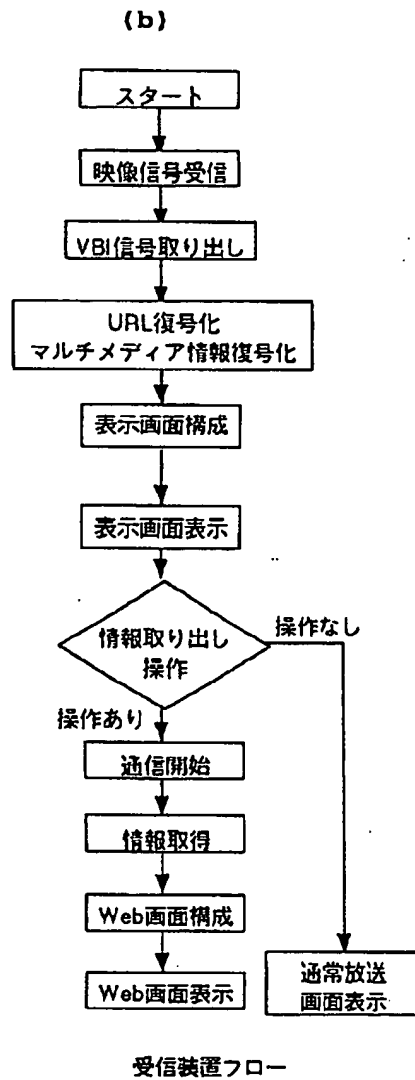 (b)
スタート
映像信号受信
VBI信号取り出し
URL復号化
マルチメディア情報復号化
表示画面構成
表示画面表示
情報取り出し
操作
操作なし
操作あり
通信開始
情報取得
Web画面構成
Web画面表示
通常放送
画面表示
受信装置フロー